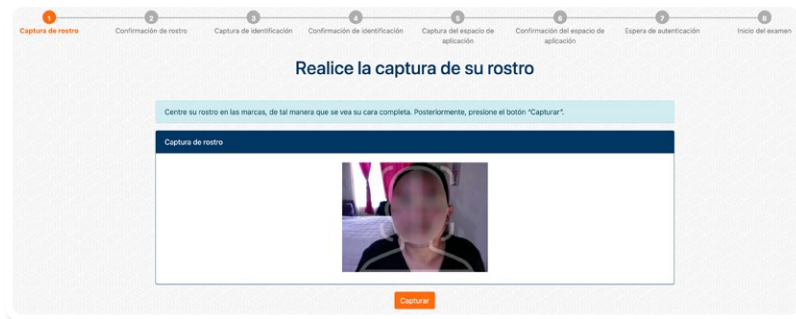 1 2 3 4 5 6 7 8
Captura de rostro Confirmación de rostro Captura de identificación Confirmación de identificación Captura del espacio de Confirmación del espacio de Espera de autenticación Inicio del examen
aplicación aplicación
Realice la captura de su rostro
Centre su rostro en las marcas, de tal manera que se vea su cara completa. Posteriormente, presione el botón "Capturar".
Captura de rostro
Capturar